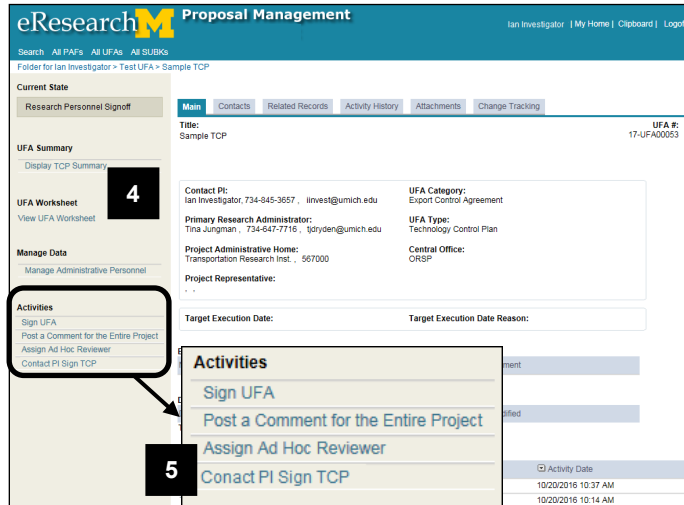 eResearch M Proposal Management
Ian Investigator | My Home | Clipboard | Logoff
Search All PAFs All UFAs All SUBKs
Folder for Ian Investigator > Test UFA > Sample TCP
Current State
Research Personnel Signoff
UFA Summary
Display TCP Summary
4
UFA Worksheet
View UFA Worksheet
Manage Data
Manage Administrative Personnel
Activities
Sign UFA
Post a Comment for the Entire Project
Assign Ad Hoc Reviewer
Contact PI Sign TCP
Main Contacts Related Records Activity History Attachments Change Tracking
Title: UFA #:
Sample TCP 17-UFA00053
Contact PI: UFA Category:
Ian Investigator, 734-845-3657 , iinvest@umich.edu Export Control Agreement
Primary Research Administrator: UFA Type:
Tina Jungman , 734-647-7716 , tjdryden@umich.edu Technology Control Plan
Project Administrative Home: Central Office:
Transportation Research Inst. , 567000 ORSP
Project Representative:
, ,
Target Execution Date: Target Execution Date Reason:
Activities
Sign UFA
Post a Comment for the Entire Project
Assign Ad Hoc Reviewer
Conact PI Sign TCP
5
Activity Date
10/20/2016 10:37 AM
10/20/2016 10:14 AM